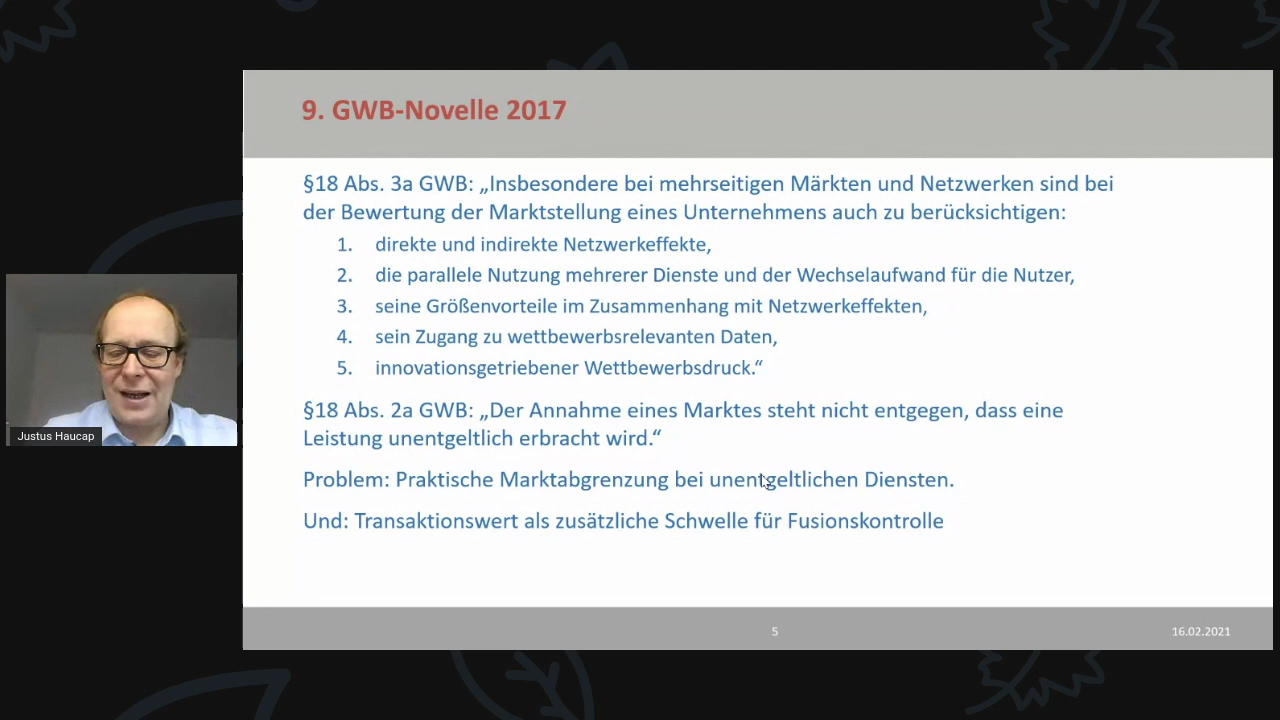 9. GWB-Novelle 2017
§18 Abs. 3a GWB: „Insbesondere bei mehrseitigen Märkten und Netzwerken sind bei
der Bewertung der Marktstellung eines Unternehmens auch zu berücksichtigen:
1. direkte und indirekte Netzwerkeffekte,
2. die parallele Nutzung mehrerer Dienste und der Wechselaufwand für die Nutzer,
3. seine Größenvorteile im Zusammenhang mit Netzwerkeffekten,
4. sein Zugang zu wettbewerbsrelevanten Daten,
5. innovationsgetriebener Wettbewerbsdruck.“
§18 Abs. 2a GWB: „Der Annahme eines Marktes steht nicht entgegen, dass eine
Leistung unentgeltlich erbracht wird.“
Problem: Praktische Marktabgrenzung bei unentgeltlichen Diensten.
Und: Transaktionswert als zusätzliche Schwelle für Fusionskontrolle
5
16.02.2021
Justus Haucap